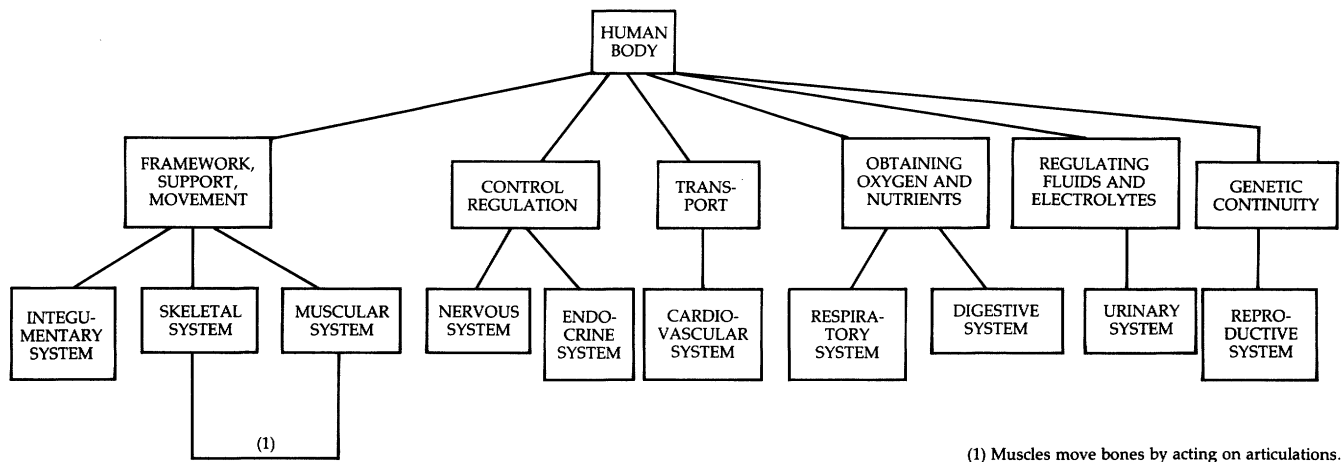 HUMAN
BODY
FRAMEWORK,
SUPPORT,
MOVEMENT
CONTROL
REGULATION
TRANS-
PORT
OBTAINING
OXYGEN AND
NUTRIENTS
REGULATING
FLUIDS AND
ELECTROLYTES
GENETIC
CONTINUITY
INTEGU-
MENTARY
SYSTEM
SKELETAL
SYSTEM
MUSCULAR
SYSTEM
NERVOUS
SYSTEM
ENDO-
CRINE
SYSTEM
CARDIO-
VASCULAR
SYSTEM
RESPIRA-
TORY
SYSTEM
DIGESTIVE
SYSTEM
URINARY
SYSTEM
REPRO-
DUCTIVE
SYSTEM
(1)
(1) Muscles move bones by acting on articulations.